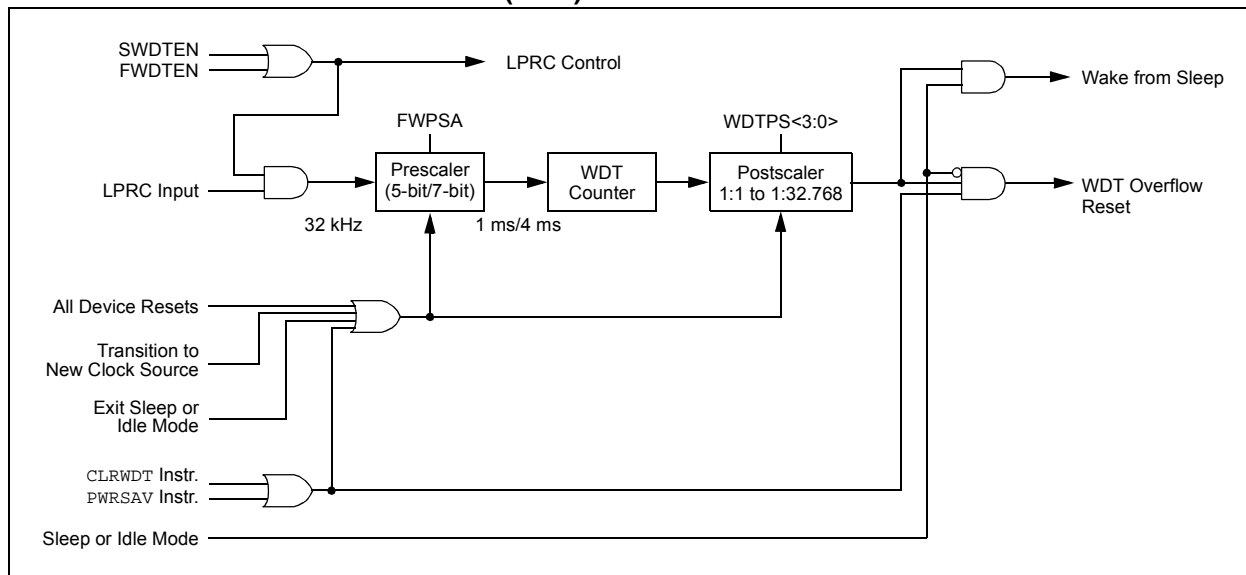 SWDTEN
FWDTEN
LPRC Control
Wake from Sleep
FWPSA
WDTPS<3:0>
Prescaler
(5-bit/7-bit)
WDT
Counter
Postscaler
1:1 to 1:32.768
LPRC Input
WDT Overflow
Reset
32 kHz
1 ms/4 ms
All Device Resets
Transition to
New Clock Source
Exit Sleep or
Idle Mode
CLRWDT Instr.
PWRSAV Instr.
Sleep or Idle Mode